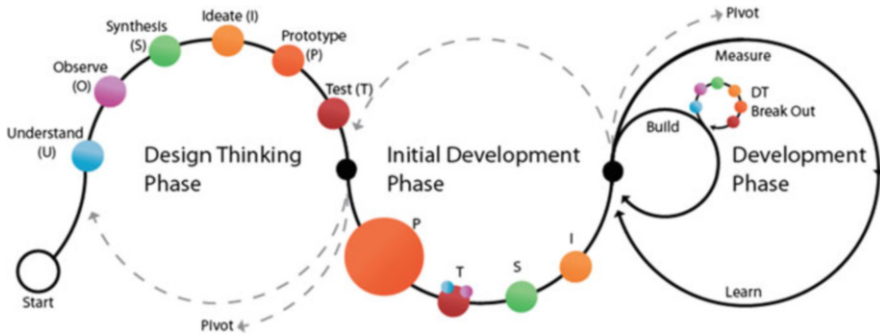 Start
Understand
(U)
Observe
(O)
Synthesis
(S)
Ideate (I)
Prototype
(P)
Test (T)
Design Thinking
Phase
Pivot
Initial Development
Phase
P
T
S
I
Pivot
Measure
DT
Break Out
Build
Development
Phase
Learn